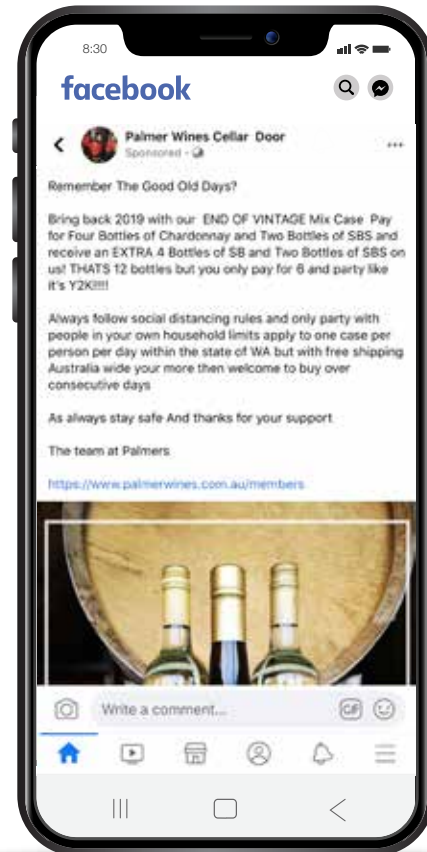 8:30
facebook
Palmer Wines Cellar Door
Sponsored ·
Remember The Good Old Days?
Bring back 2019 with our END OF VINTAGE Mix Case Pay
for Four Bottles of Chardonnay and Two Bottles of SBS and
receive an EXTRA 4 Bottles of SB and Two Bottles of SBS on
us! THATS 12 bottles but you only pay for 6 and party like
it's Y2K!!!!!
Always follow social distancing rules and only party with
people in your own household limits apply to one case per
person per day within the state of WA but with free shipping
Australia wide your more then welcome to buy over
consecutive days
As always stay safe And thanks for your support
The team at Palmers
https://www.palmerwines.com.au/members
Write a comment...
GIF